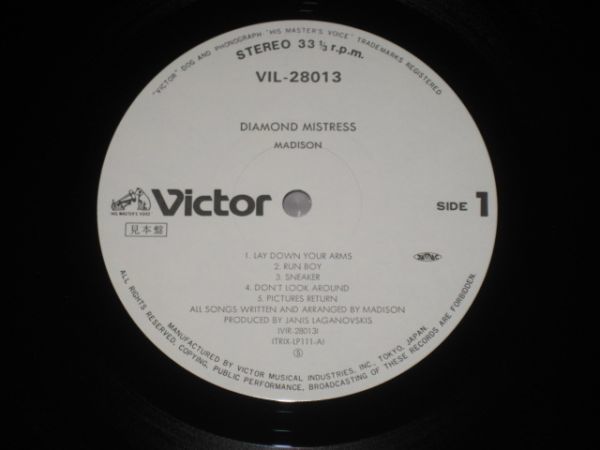 "VICTOR" DOG AND PHONOGRAPH "HIS MASTER'S VOICE" TRADEMARKS REGISTERED
STEREO 33 1/3 r.p.m.
VIL-28013
DIAMOND MISTRESS
MADISON
HIS MASTER'S VOICE
Victor
SIDE 1
見本盤
1. LAY DOWN YOUR ARMS
2. RUN BOY
3. SNEAKER
4. DON'T LOOK AROUND
5. PICTURES RETURN
ALL SONGS WRITTEN AND ARRANGED BY MADISON
PRODUCED BY JANIS LAGANOVSKIS
(VIR-28013)
(TRIX-LP111-A)
Ⓢ
MANUFACTURED BY VICTOR MUSICAL INDUSTRIES, INC., TOKYO, JAPAN.
ALL RIGHTS RESERVED, COPYING, PUBLIC PERFORMANCE, BROADCASTING OF THESE RECORDS ARE FORBIDDEN.